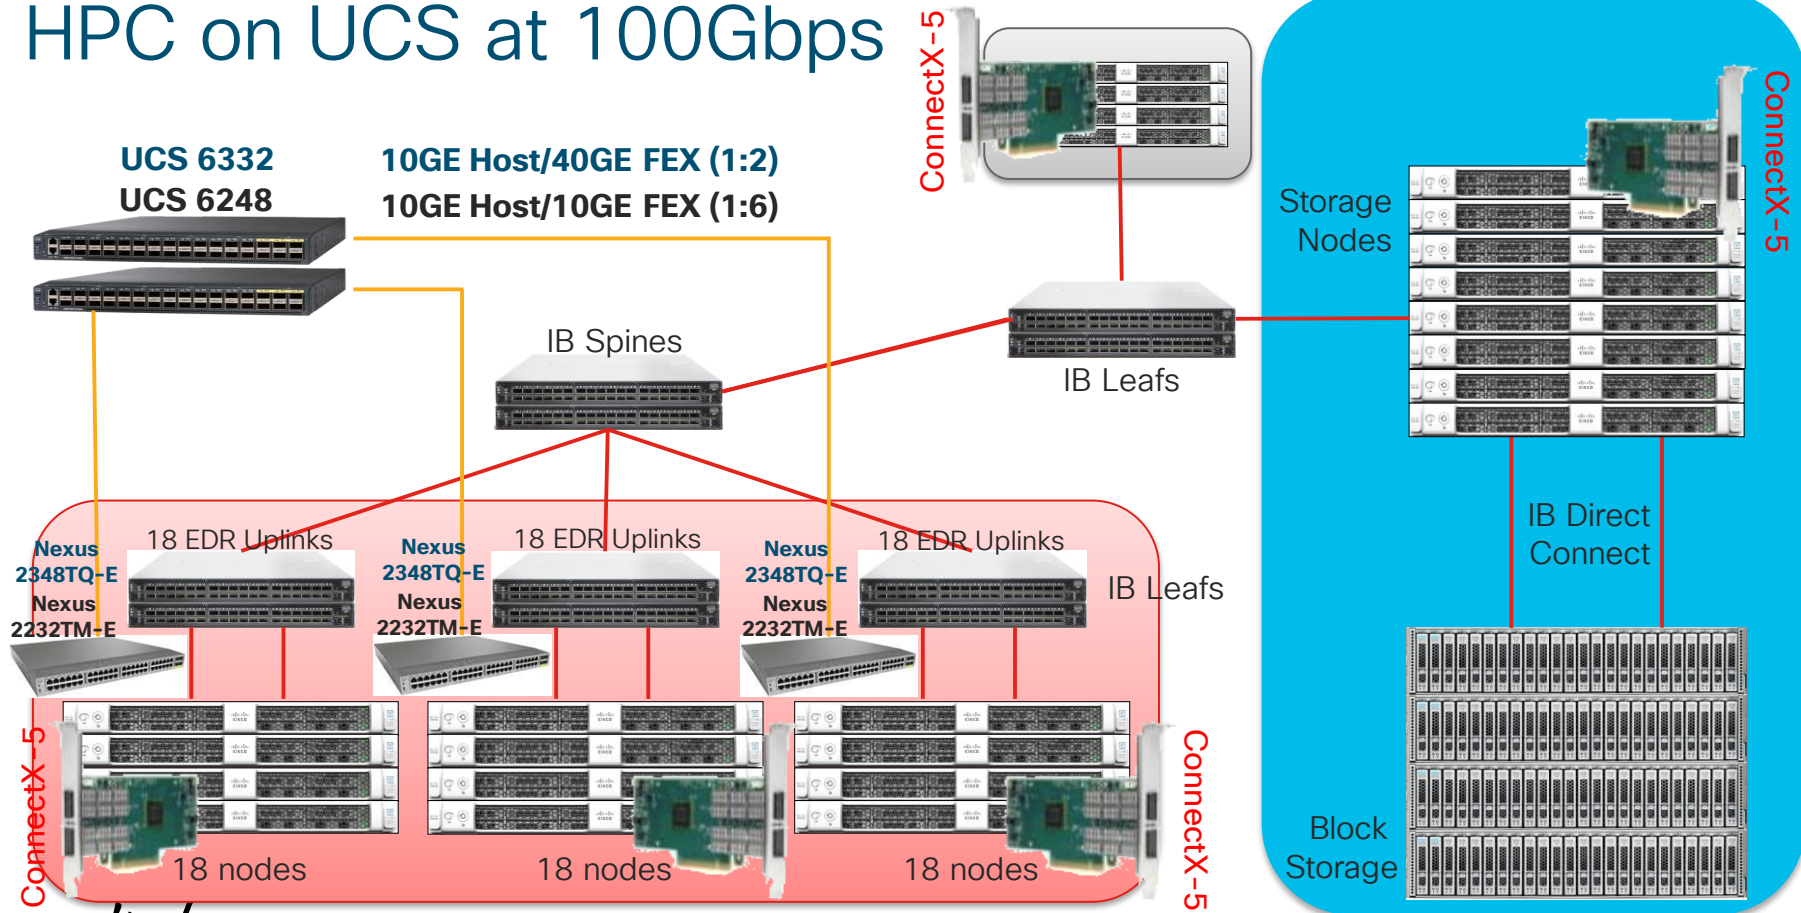 HPC on UCS at 100Gbps
ConnectX-5
ConnectX-5
UCS 6332
UCS 6248
10GE Host/40GE FEX (1:2)
10GE Host/10GE FEX (1:6)
Storage
Nodes
IB Spines
IB Leafs
IB Direct
Connect
18 EDR Uplinks
18 EDR Uplinks
18 EDR Uplinks
Nexus
2348TQ-E
Nexus
2232TM-E
Nexus
2348TQ-E
Nexus
2232TM-E
Nexus
2348TQ-E
Nexus
2232TM-E
IB Leafs
ConnectX-5
ConnectX-5
18 nodes
18 nodes
18 nodes
Block
Storage